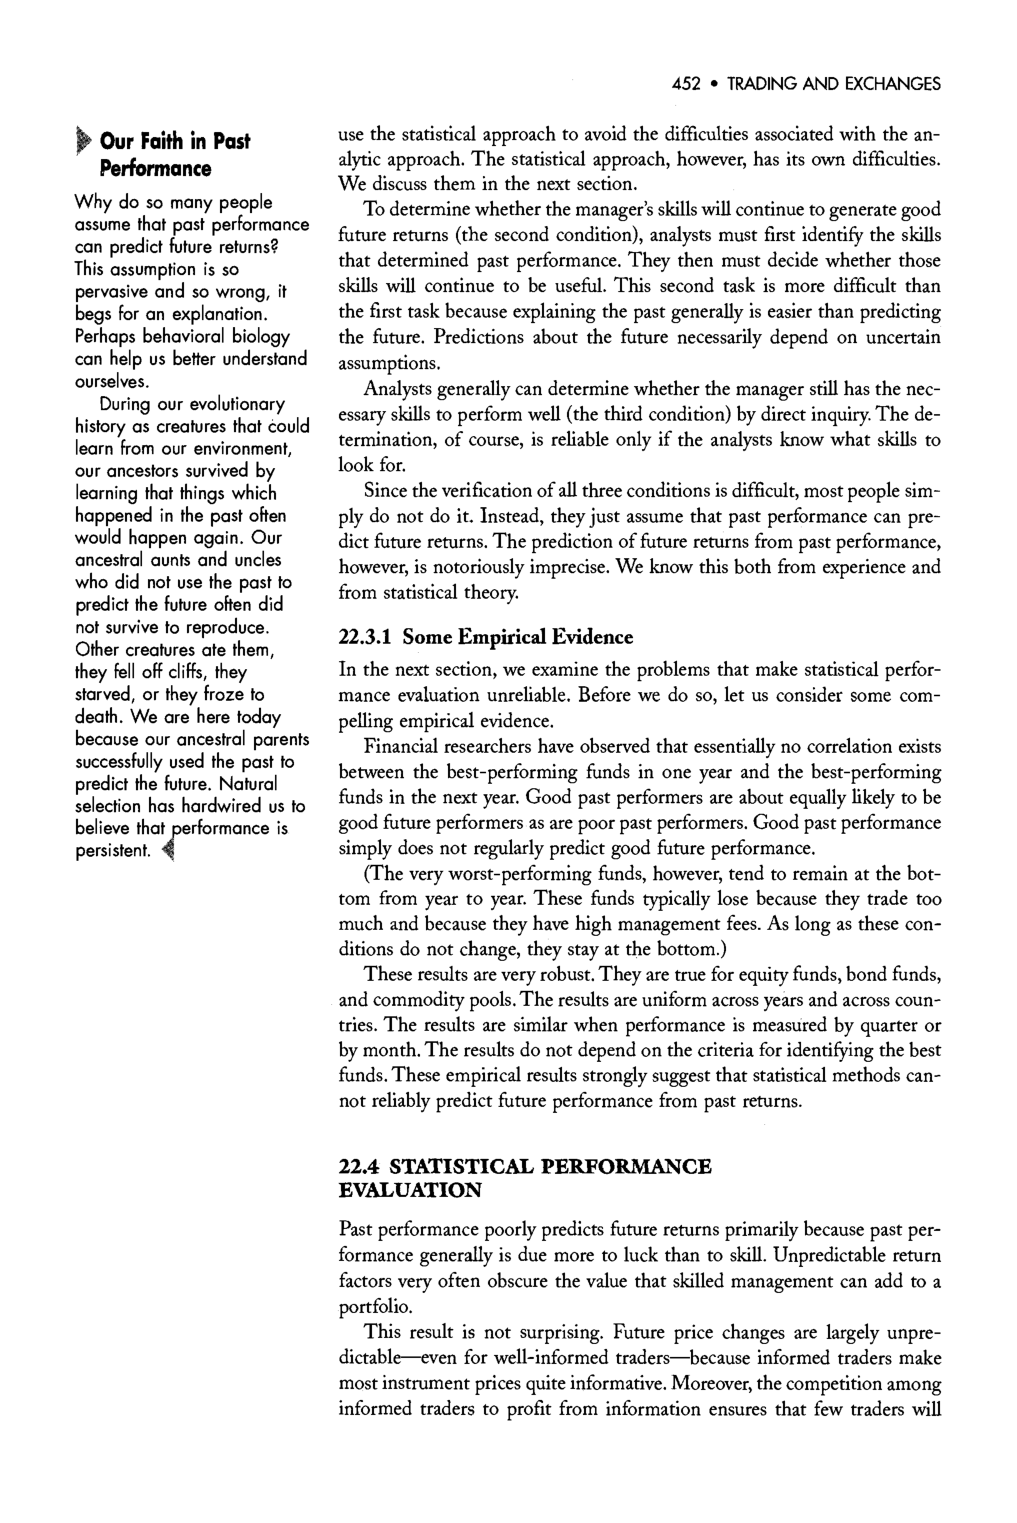 452 • TRADING AND EXCHANGES
Our Faith in Past
Performance
Why do so many people
assume that past performance
can predict future returns?
This assumption is so
pervasive and so wrong, it
begs for an explanation.
Perhaps behavioral biology
can help us better understand
ourselves.
During our evolutionary
history as creatures that could
learn from our environment,
our ancestors survived by
learning that things which
happened in the past often
would happen again. Our
ancestral aunts and uncles
who did not use the past to
predict the future often did
not survive to reproduce.
Other creatures ate them,
they fell off cliffs, they
starved, or they froze to
death. We are here today
because our ancestral parents
successfully used the past to
predict the future. Natural
selection has hardwired us to
believe that performance is
persistent.
use the statistical approach to avoid the difficulties associated with the an-
alytic approach. The statistical approach, however, has its own difficulties.
We discuss them in the next section.
To determine whether the manager's skills will continue to generate good
future returns (the second condition), analysts must first identify the skills
that determined past performance. They then must decide whether those
skills will continue to be useful. This second task is more difficult than
the first task because explaining the past generally is easier than predicting
the future. Predictions about the future necessarily depend on uncertain
assumptions.
Analysts generally can determine whether the manager still has the nec-
essary skills to perform well (the third condition) by direct inquiry. The de-
termination, of course, is reliable only if the analysts know what skills to
look for.
Since the verification of all three conditions is difficult, most people sim-
ply do not do it. Instead, they just assume that past performance can pre-
dict future returns. The prediction of future returns from past performance,
however, is notoriously imprecise. We know this both from experience and
from statistical theory.
22.3.1 Some Empirical Evidence
In the next section, we examine the problems that make statistical perfor-
mance evaluation unreliable. Before we do so, let us consider some com-
pelling empirical evidence.
Financial researchers have observed that essentially no correlation exists
between the best-performing funds in one year and the best-performing
funds in the next year. Good past performers are about equally likely to be
good future performers as are poor past performers. Good past performance
simply does not regularly predict good future performance.
(The very worst-performing funds, however, tend to remain at the bot-
tom from year to year. These funds typically lose because they trade too
much and because they have high management fees. As long as these con-
ditions do not change, they stay at the bottom.)
These results are very robust. They are true for equity funds, bond funds,
and commodity pools. The results are uniform across years and across coun-
tries. The results are similar when performance is measured by quarter or
by month. The results do not depend on the criteria for identifying the best
funds. These empirical results strongly suggest that statistical methods can-
not reliably predict future performance from past returns.
22.4 STATISTICAL PERFORMANCE
EVALUATION
Past performance poorly predicts future returns primarily because past per-
formance generally is due more to luck than to skill. Unpredictable return
factors very often obscure the value that skilled management can add to a
portfolio.
This result is not surprising. Future price changes are largely unpre-
dictable—even for well-informed traders—because informed traders make
most instrument prices quite informative. Moreover, the competition among
informed traders to profit from information ensures that few traders will